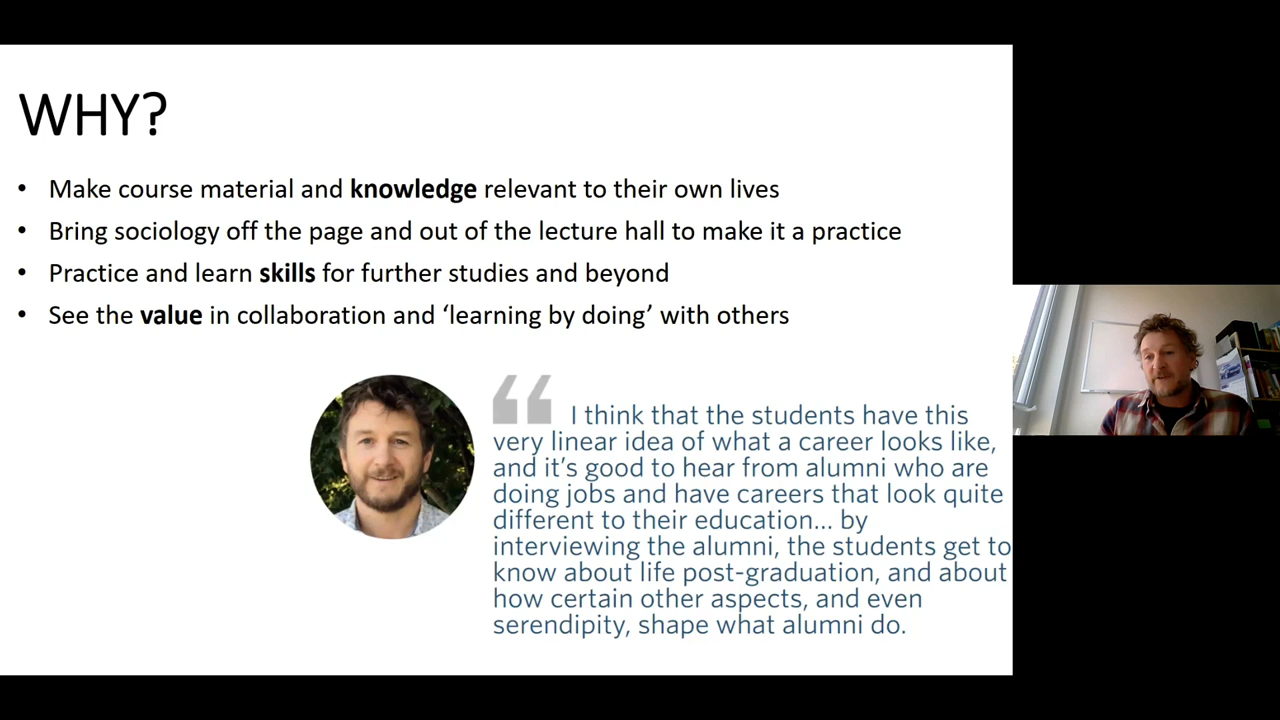 WHY?
• Make course material and knowledge relevant to their own lives
• Bring sociology off the page and out of the lecture hall to make it a practice
• Practice and learn skills for further studies and beyond
• See the value in collaboration and ‘learning by doing’ with others
“ I think that the students have this
very linear idea of what a career looks like,
and it’s good to hear from alumni who are
doing jobs and have careers that look quite
different to their education... by
interviewing the alumni, the students get to
know about life post-graduation, and about
how certain other aspects, and even
serendipity, shape what alumni do.